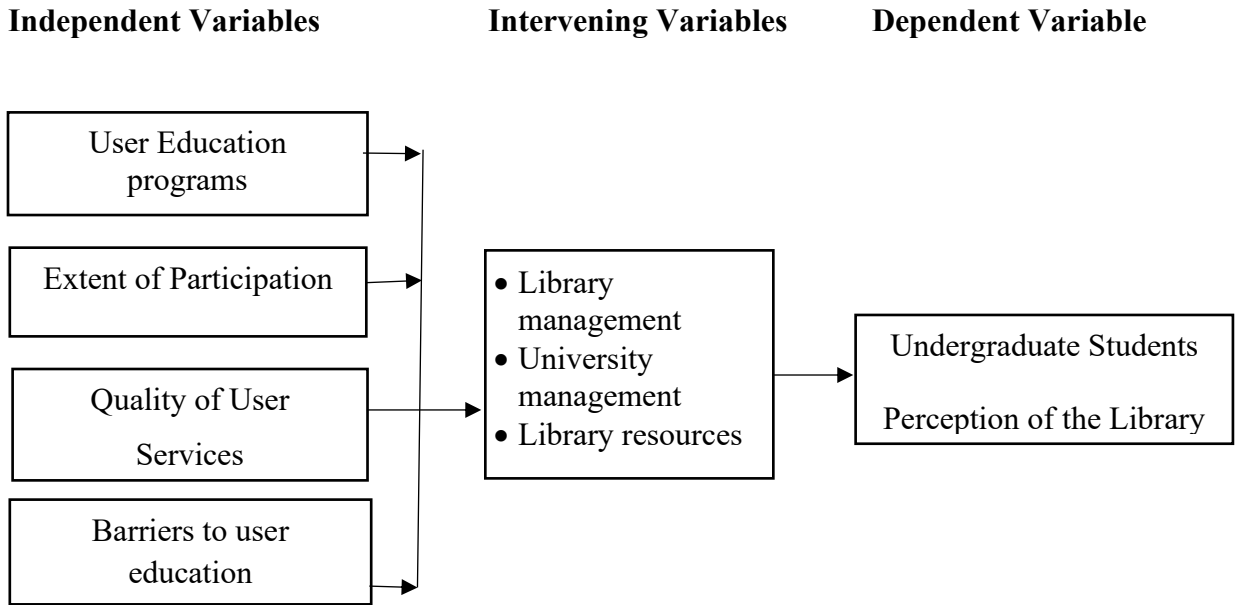 Independent Variables
Intervening Variables
Dependent Variable
User Education
programs
Extent of Participation
Quality of User
Services
Barriers to user
education
• Library
management
• University
management
• Library resources
Undergraduate Students
Perception of the Library